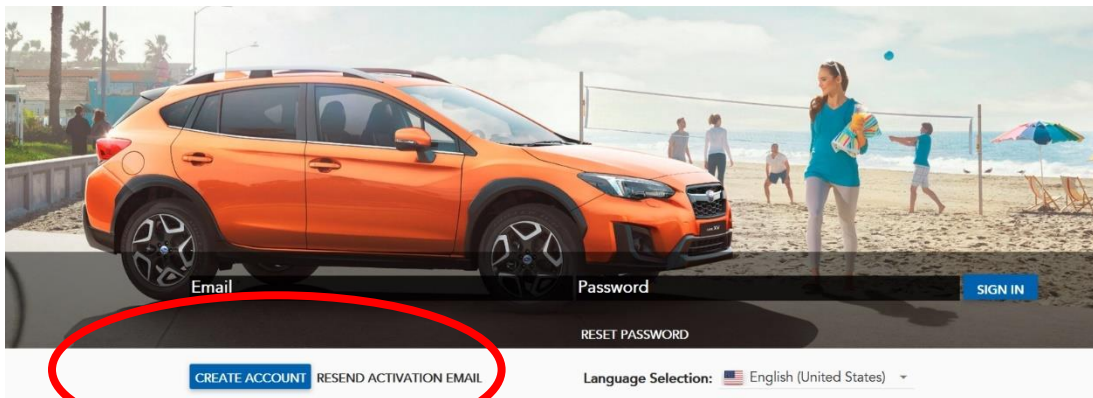 Email Password SIGN IN
RESET PASSWORD
CREATE ACCOUNT RESEND ACTIVATION EMAIL Language Selection: English (United States)